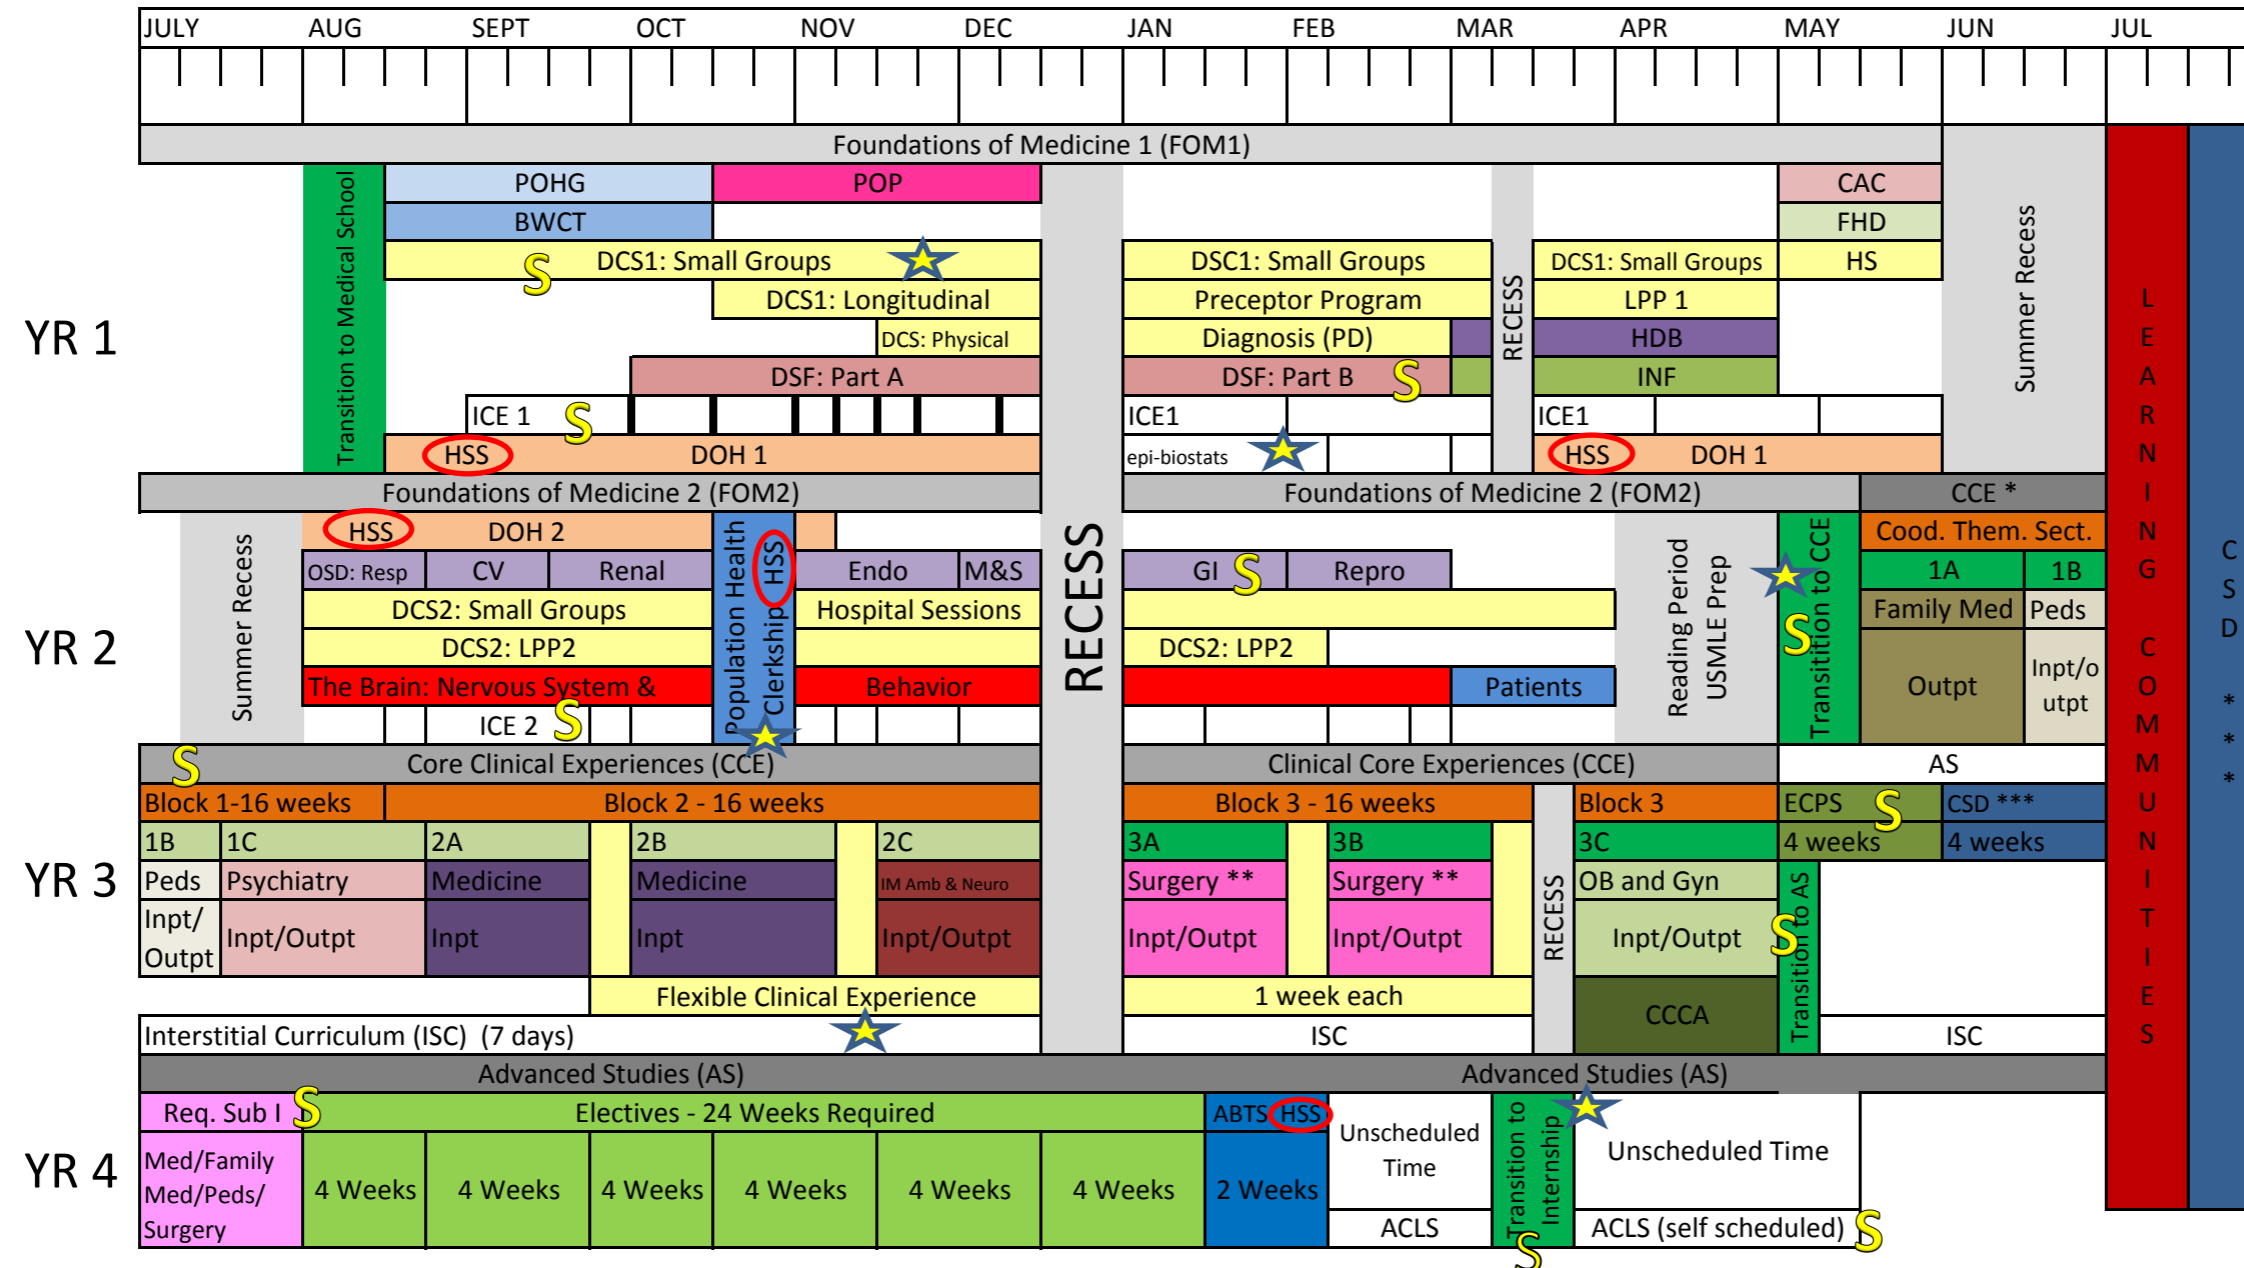 JULY AUG SEPT OCT NOV DEC JAN FEB MAR APR MAY JUN JUL
Foundations of Medicine 1 (FOM1)
YR 1
Transition to Medical School
POHG POP CAC
BWCT FHD
S DCS1: Small Groups DSC1: Small Groups DCS1: Small Groups HS
DCS1: Longitudinal Preceptor Program LPP 1
DCS: Physical Diagnosis (PD) HDB
DSF: Part A DSF: Part B S INF
ICE 1 S ICE1 ICE1
HSS DOH 1 epi-biostats HSS DOH 1
RECESS
Summer Recess
RECESS
Foundations of Medicine 2 (FOM2) Foundations of Medicine 2 (FOM2) CCE *
YR 2
Summer Recess
HSS DOH 2 Cood. Them. Sect.
OSD: Resp CV Renal Endo M&S GI S Repro 1A 1B
DCS2: Small Groups Hospital Sessions Family Med Peds
DCS2: LPP2 DCS2: LPP2 Outpt Inpt/o
utpt
The Brain: Nervous System & Behavior Patients
ICE 2 S
Population Health
Clerkship HSS
Reading Period
USMLE Prep
Transitition to CCE
S
S Core Clinical Experiences (CCE) Clinical Core Experiences (CCE) AS
YR 3
Block 1-16 weeks Block 2 - 16 weeks Block 3 - 16 weeks Block 3 ECPS S CSD ***
1B 1C 2A 2B 2C 3A 3B 3C 4 weeks 4 weeks
Peds Psychiatry Medicine Medicine IM Amb & Neuro Surgery ** Surgery ** OB and Gyn
Inpt/
Outpt Inpt/Outpt Inpt Inpt Inpt/Outpt Inpt/Outpt Inpt/Outpt Inpt/Outpt
RECESS
Transition to AS
S
Flexible Clinical Experience 1 week each CCCA
Interstitial Curriculum (ISC) (7 days) ISC ISC
Advanced Studies (AS) Advanced Studies (AS)
YR 4
Req. Sub I S Electives - 24 Weeks Required ABTS HSS
Unscheduled
Time
Transition to
Internship
S
Unscheduled Time
Med/Family
Med/Peds/
Surgery
4 Weeks 4 Weeks 4 Weeks 4 Weeks 4 Weeks 4 Weeks 2 Weeks
ACLS ACLS (self scheduled) S
LEARNING COMMUNITIES
CSD ***